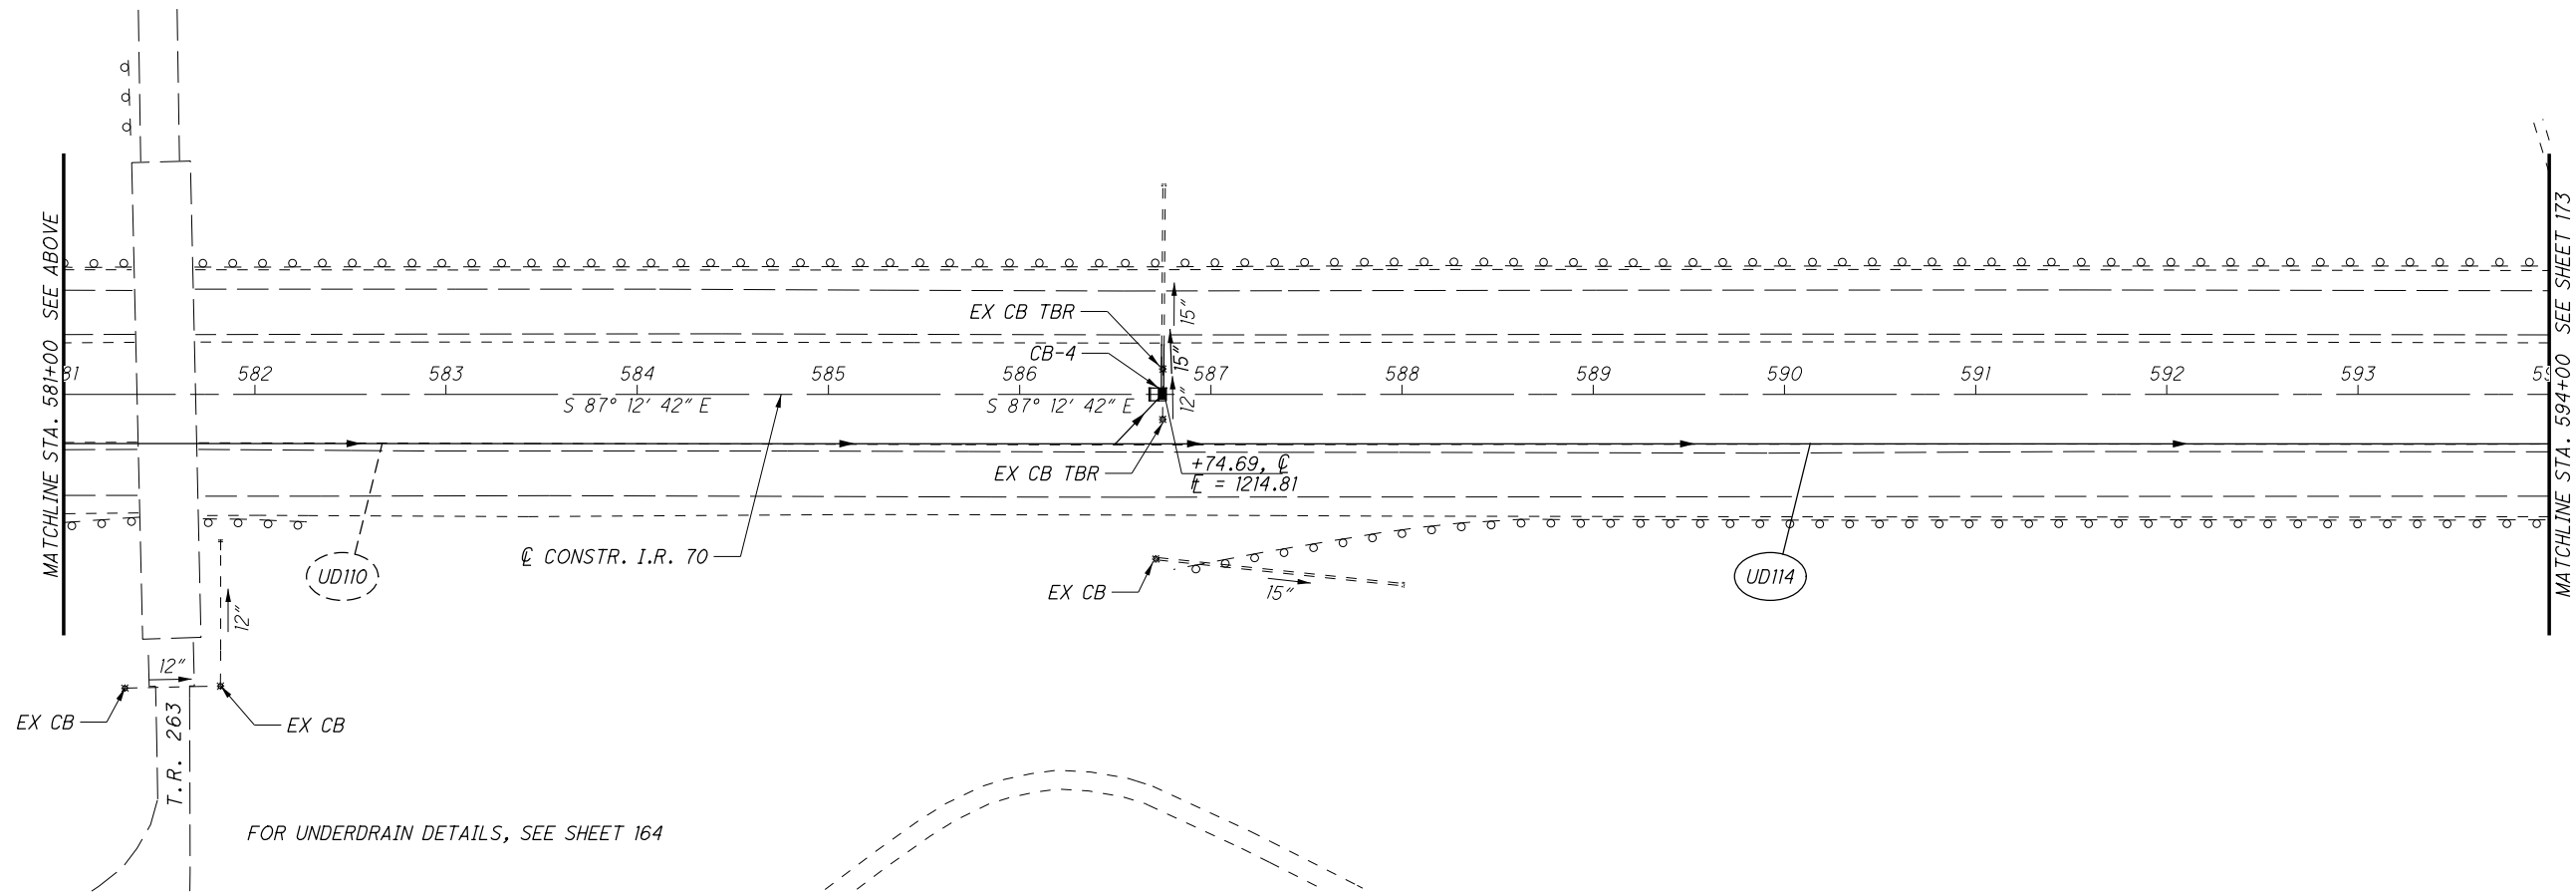 MATCHLINE STA. 581+00 SEE ABOVE
MATCHLINE STA. 594+00 SEE SHEET 173
EX CB TBR
15"
CB-4
15"
582
583
584
585
586
587
588
589
590
591
592
593
S 87° 12' 42" E
S 87° 12' 42" E
12"
EX CB TBR
+74.69, ℄
= 1214.81
℄ CONSTR. I.R. 70
UD110
UD114
EX CB
15"
12"
12"
EX CB
EX CB
T.R. 263
FOR UNDERDRAIN DETAILS, SEE SHEET 164